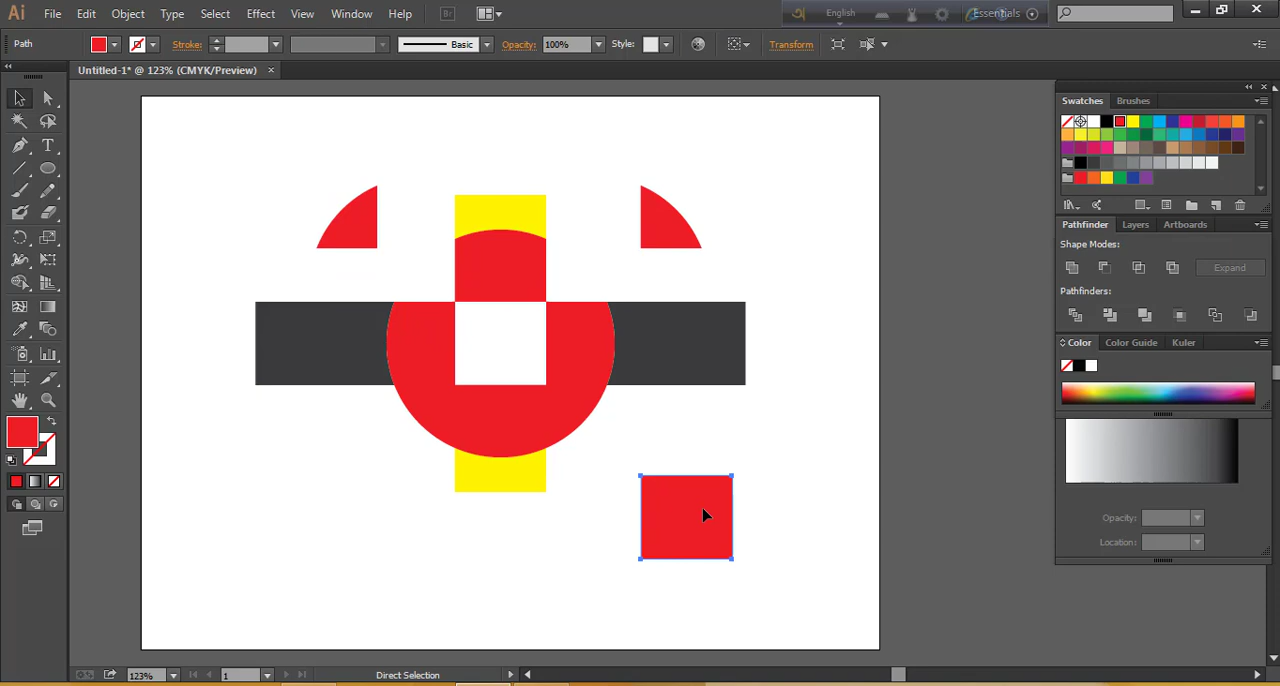 Ai File Edit Object Type Select Effect View Window Help Br English Essentials
Path Stroke: Basic Opacity: 100% Style: Transform
Untitled-1* @ 123% (CMYK/Preview) ×
Swatches Brushes
Pathfinder Layers Artboards
Shape Modes:
Expand
Pathfinders:
Color Color Guide Kuler
Opacity:
Location:
123% 1 Direct Selection